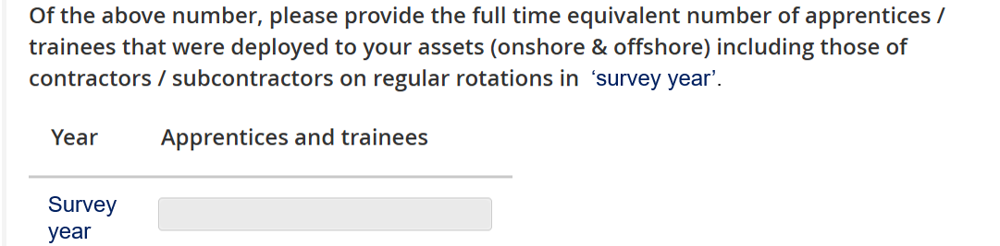 Of the above number, please provide the full time equivalent number of apprentices /
trainees that were deployed to your assets (onshore & offshore) including those of
contractors / subcontractors on regular rotations in ‘survey year’.
Year Apprentices and trainees
Survey
year